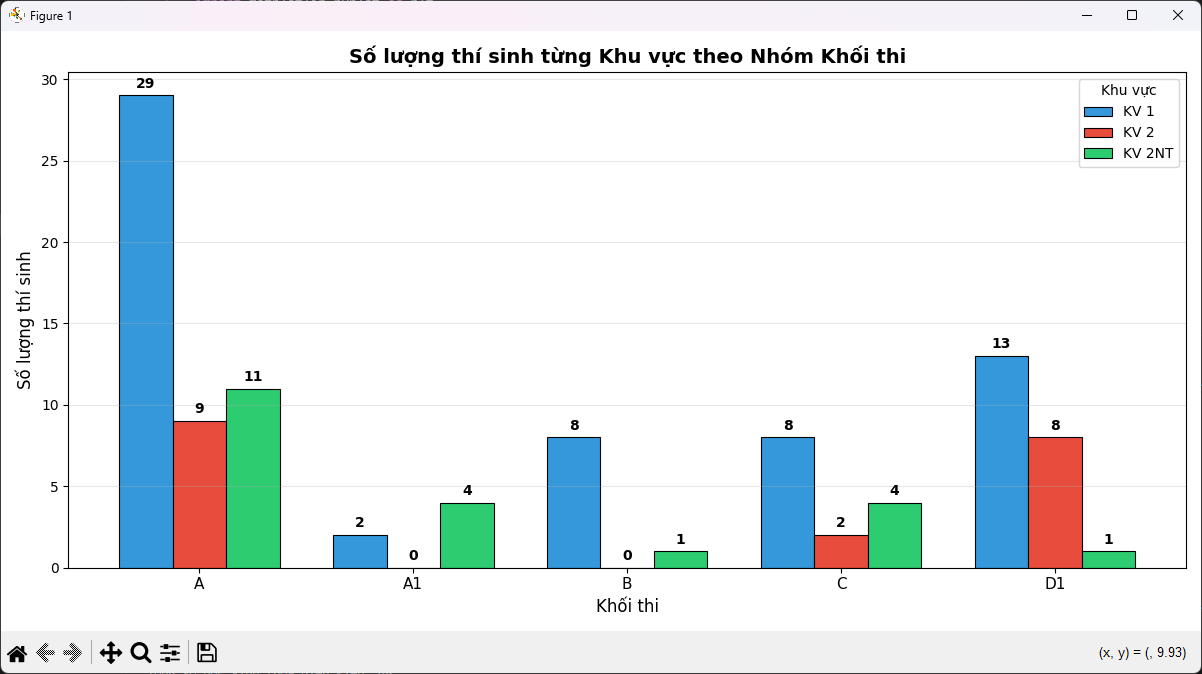 Figure 1
Số lượng thí sinh từng Khu vực theo Nhóm Khối thi
Khu vực
KV 1
KV 2
KV 2NT
Số lượng thí sinh
30
25
20
15
10
5
0
29
9
11
2
0
4
8
0
1
8
2
4
13
8
1
A
A1
B
C
D1
Khối thi
(x, y) = (, 9.93)